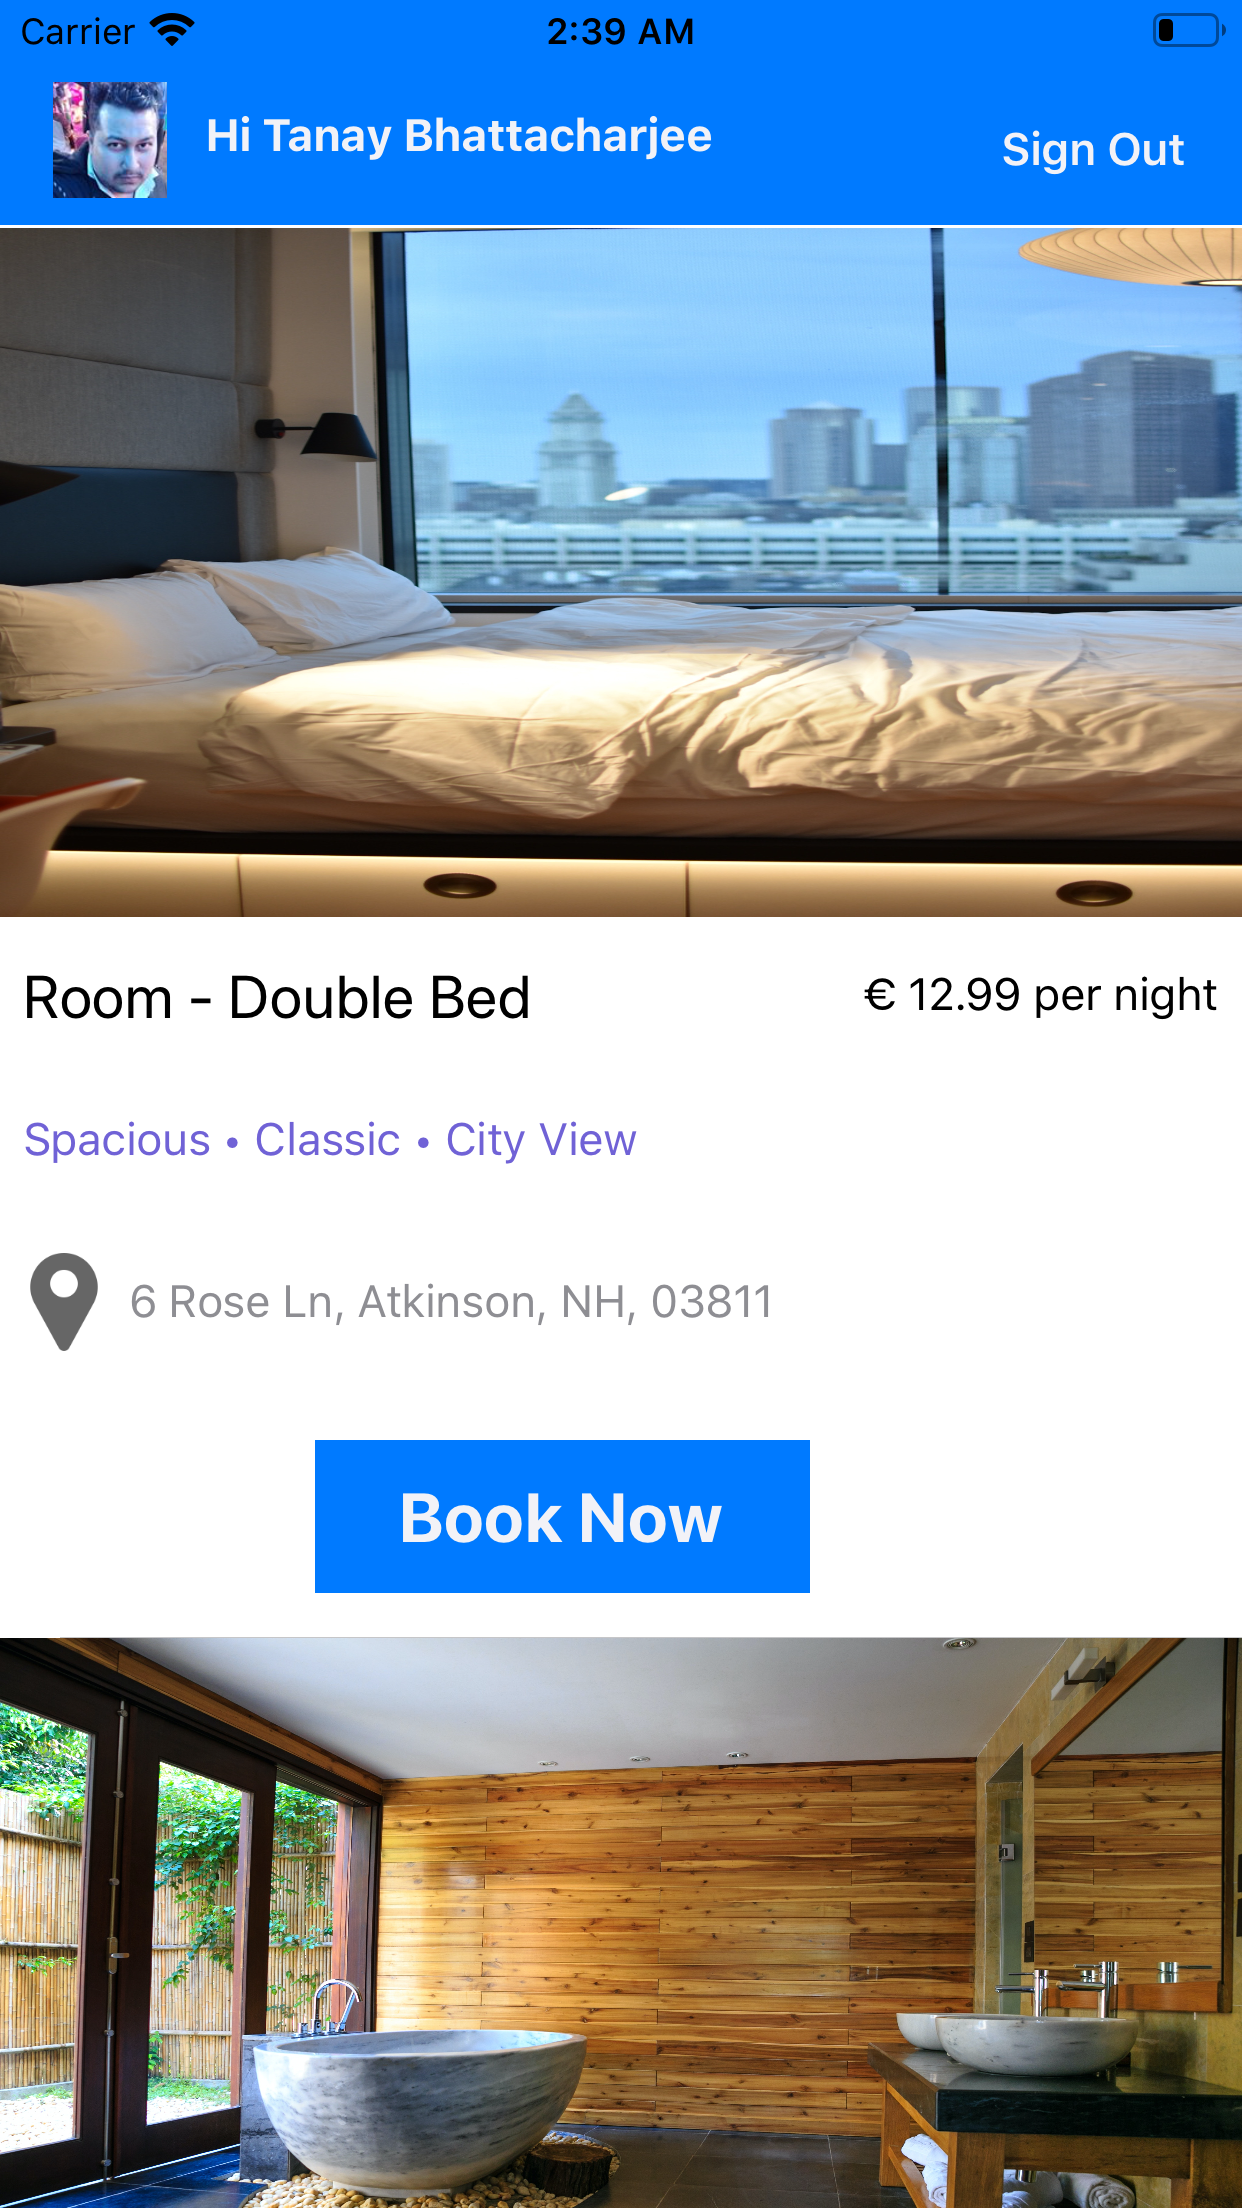 Carrier 2:39 AM
Hi Tanay Bhattacharjee
Sign Out
Room - Double Bed
€ 12.99 per night
Spacious • Classic • City View
6 Rose Ln, Atkinson, NH, 03811
Book Now